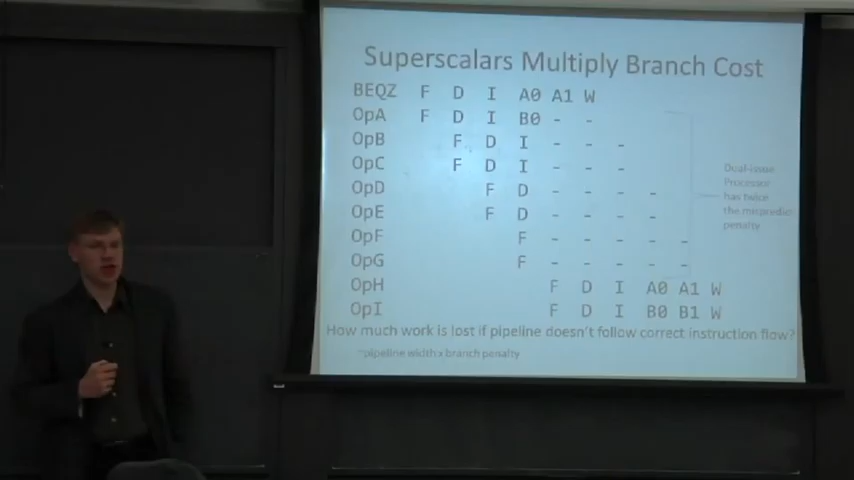 Superscalars Multiply Branch Cost
BEQZ F D I A0 A1 W
OpA F D I B0 - -
OpB F D I - - -
OpC F D I - - -
OpD F D - - - -
OpE F D - - - -
OpF F - - - - -
OpG F - - - - -
OpH F D I A0 A1 W
OpI F D I B0 B1 W
Dual-issue
Processor
has twice
the mispredict
penalty
How much work is lost if pipeline doesn't follow correct instruction flow?
~pipeline width x branch penalty